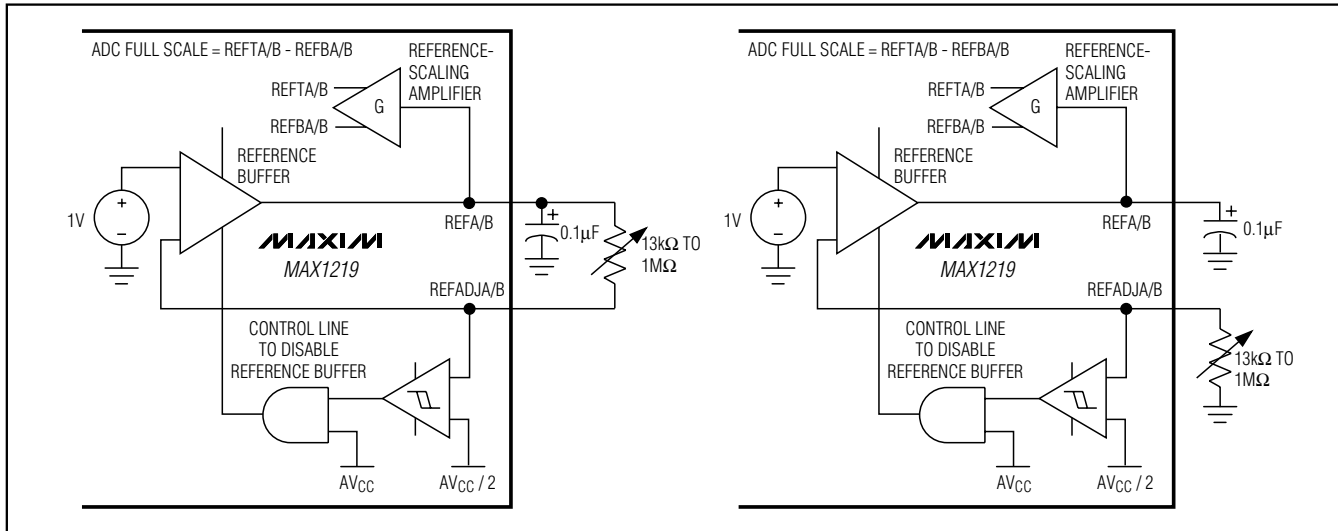 ADC FULL SCALE = REFTA/B - REFBA/B
REFERENCE-
SCALING
AMPLIFIER
REFTA/B
G
REFBA/B
REFERENCE
BUFFER
1V
+
−
REFA/B
+
0.1µF
MAXIM
MAX1219
13kΩ TO
1MΩ
REFADJA/B
CONTROL LINE
TO DISABLE
REFERENCE BUFFER
AVCC
AVCC / 2
ADC FULL SCALE = REFTA/B - REFBA/B
REFERENCE-
SCALING
AMPLIFIER
REFTA/B
G
REFBA/B
REFERENCE
BUFFER
1V
+
−
REFA/B
+
0.1µF
MAXIM
MAX1219
REFADJA/B
CONTROL LINE
TO DISABLE
REFERENCE BUFFER
13kΩ TO
1MΩ
AVCC
AVCC / 2